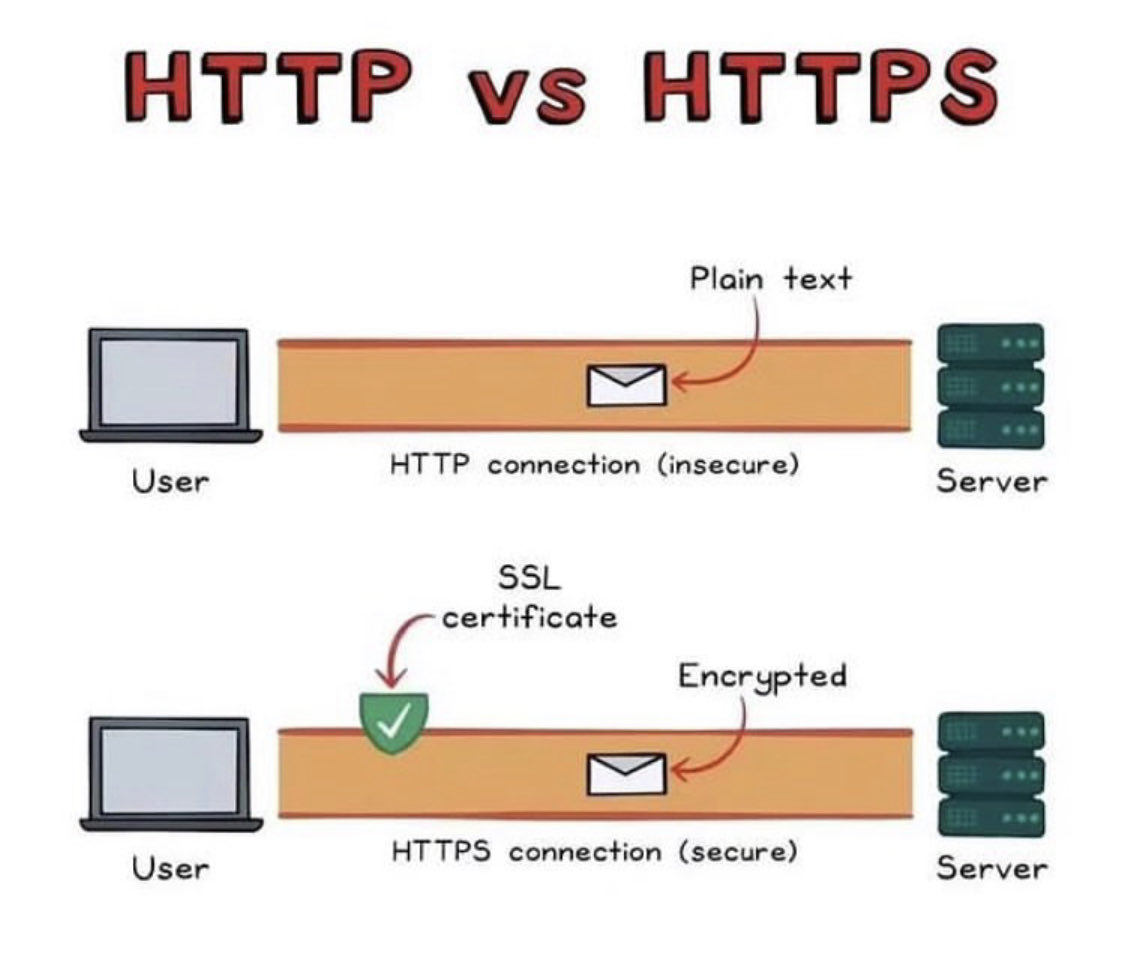 HTTP vs HTTPS
Plain text
HTTP connection (insecure)
User
Server
SSL
certificate
Encrypted
HTTPS connection (secure)
User
Server